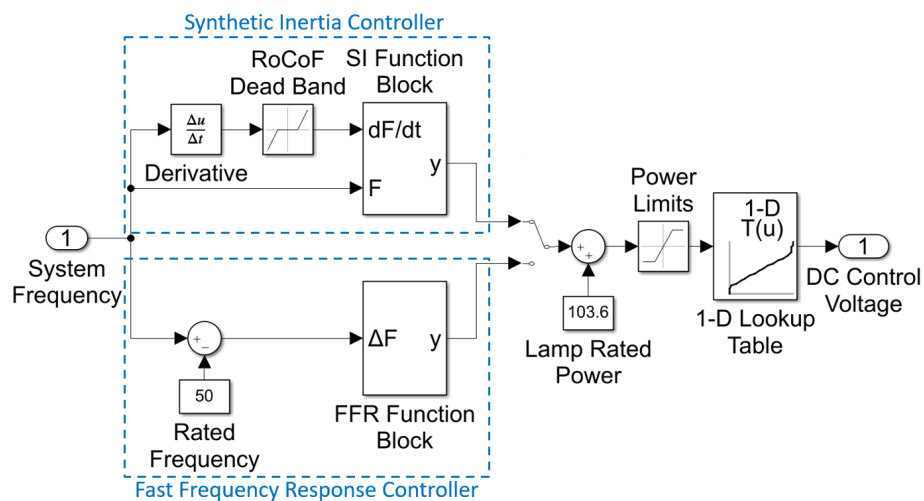 Synthetic Inertia Controller
RoCoF
Dead Band
SI Function
Block
Δu
Δt
Derivative
dF/dt
y
F
1
System
Frequency
Power
Limits
1-D
T(u)
1
DC Control
Voltage
+
+
103.6
Lamp Rated
Power
1-D Lookup
Table
+
−
50
Rated
Frequency
ΔF
y
FFR Function
Block
Fast Frequency Response Controller